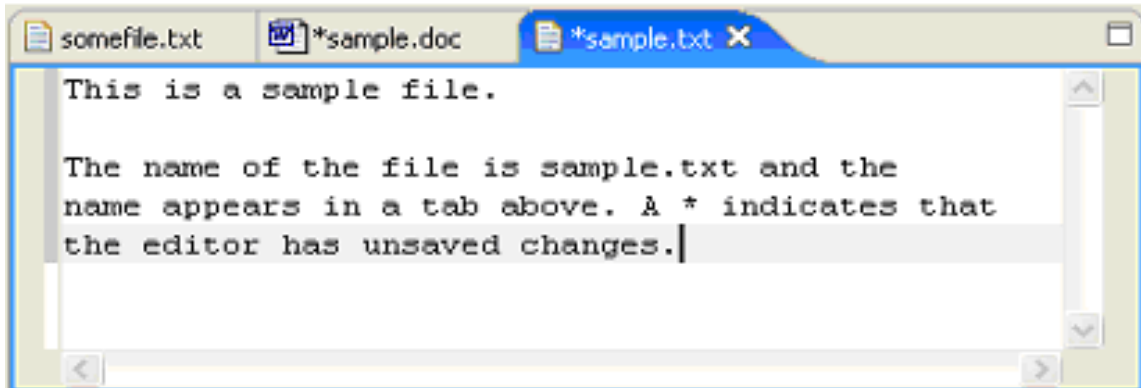 somefile.txt
*sample.doc
*sample.txt
This is a sample file.
The name of the file is sample.txt and the
name appears in a tab above. A * indicates that
the editor has unsaved changes.